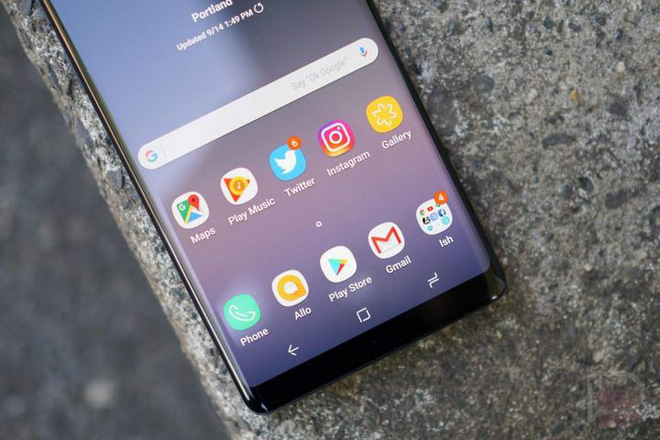 Portland
Updated 9/14 1:49 PM
G Say "Ok Google"
Maps
Play Music
6
Twitter
Instagram
Gallery
Phone
Allo
Play Store
Gmail
4
Ish